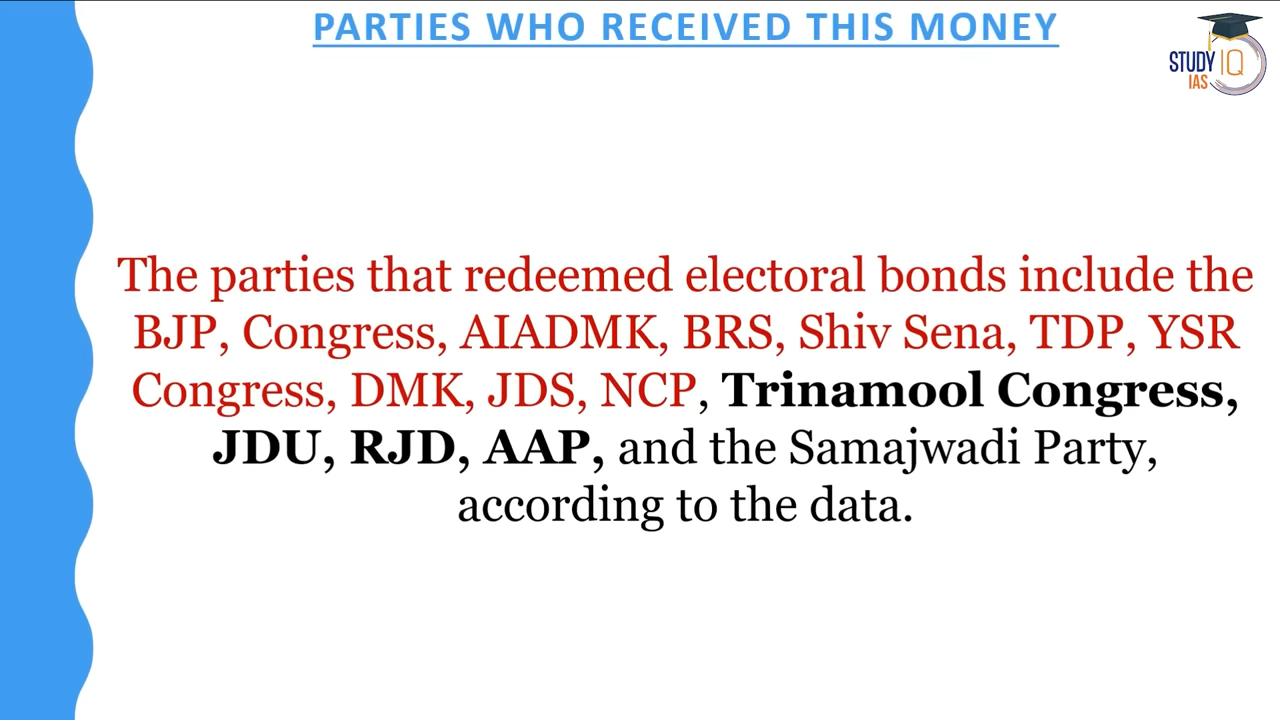 PARTIES WHO RECEIVED THIS MONEY
STUDY IQ
IAS
The parties that redeemed electoral bonds include the
BJP, Congress, AIADMK, BRS, Shiv Sena, TDP, YSR
Congress, DMK, JDS, NCP, Trinamool Congress,
JDU, RJD, AAP, and the Samajwadi Party,
according to the data.